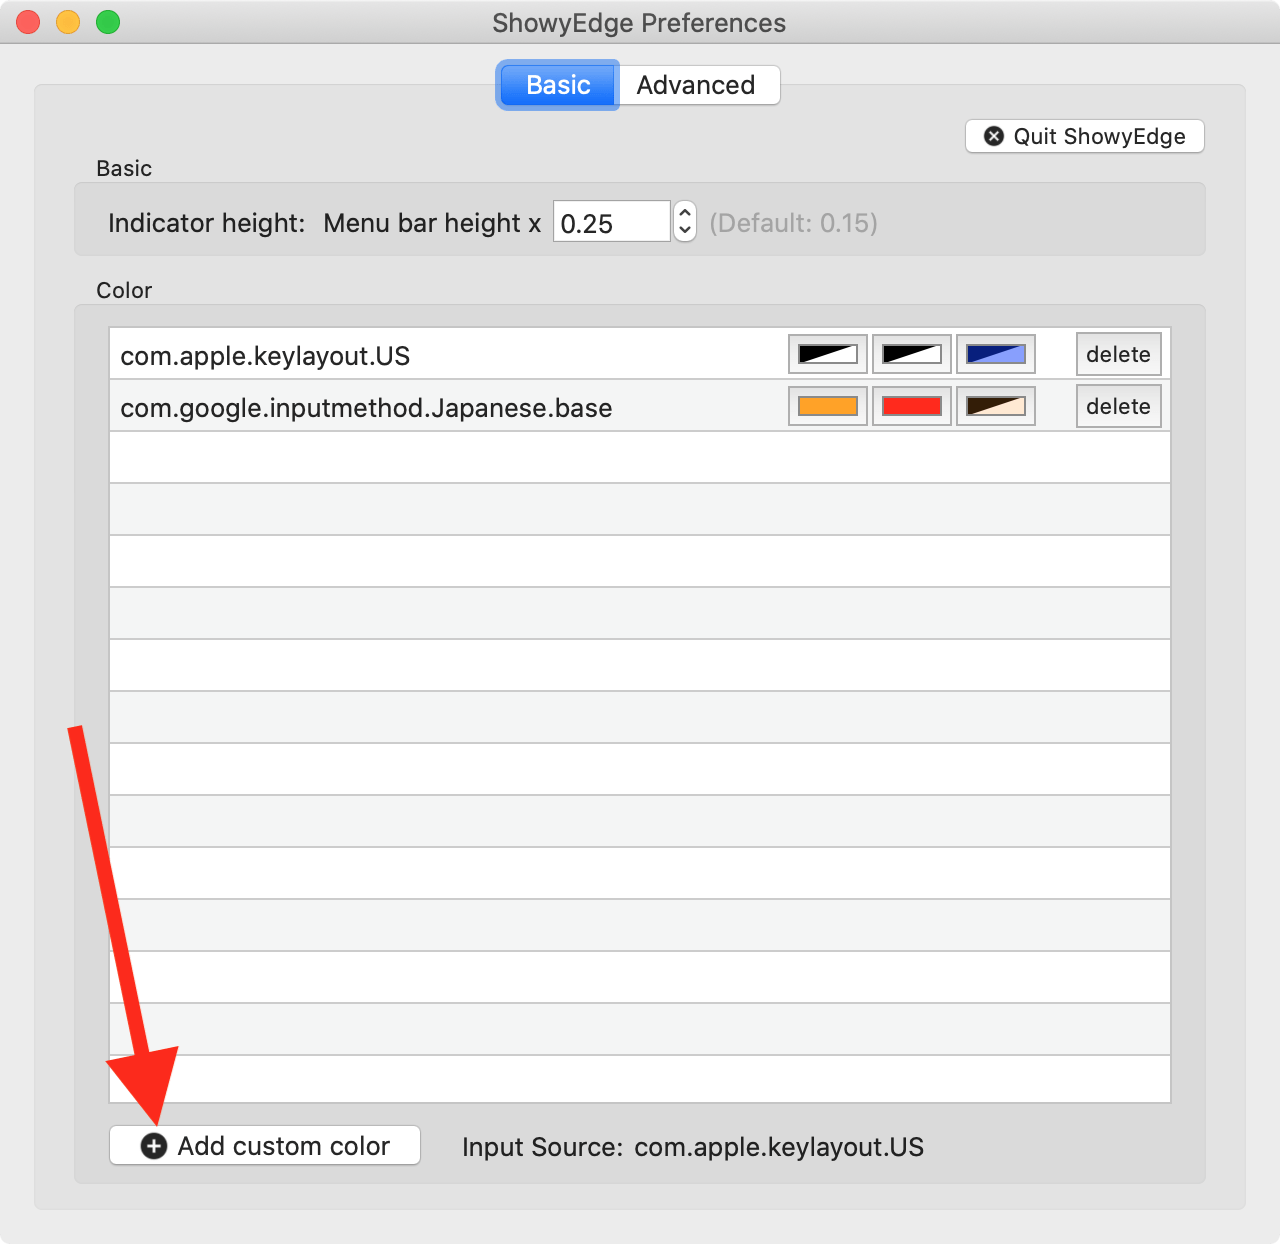 ShowyEdge Preferences
Basic Advanced
Quit ShowyEdge
Basic
Indicator height: Menu bar height x 0.25 (Default: 0.15)
Color
com.apple.keylayout.US delete
com.google.inputmethod.Japanese.base delete
Add custom color Input Source: com.apple.keylayout.US